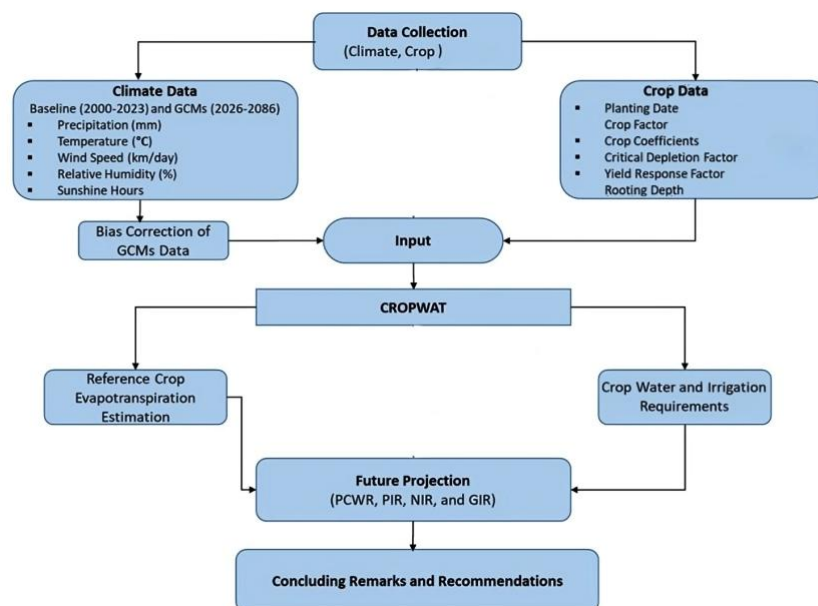 Data Collection
(Climate, Crop )
Climate Data
Baseline (2000-2023) and GCMs (2026-2086)
▪ Precipitation (mm)
▪ Temperature (°C)
▪ Wind Speed (km/day)
▪ Relative Humidity (%)
▪ Sunshine Hours
Crop Data
▪ Planting Date
Crop Factor
▪ Crop Coefficients
▪ Critical Depletion Factor
▪ Yield Response Factor
Rooting Depth
Bias Correction of
GCMs Data
Input
CROPWAT
Reference Crop
Evapotranspiration
Estimation
Crop Water and Irrigation
Requirements
Future Projection
(PCWR, PIR, NIR, and GIR)
Concluding Remarks and Recommendations